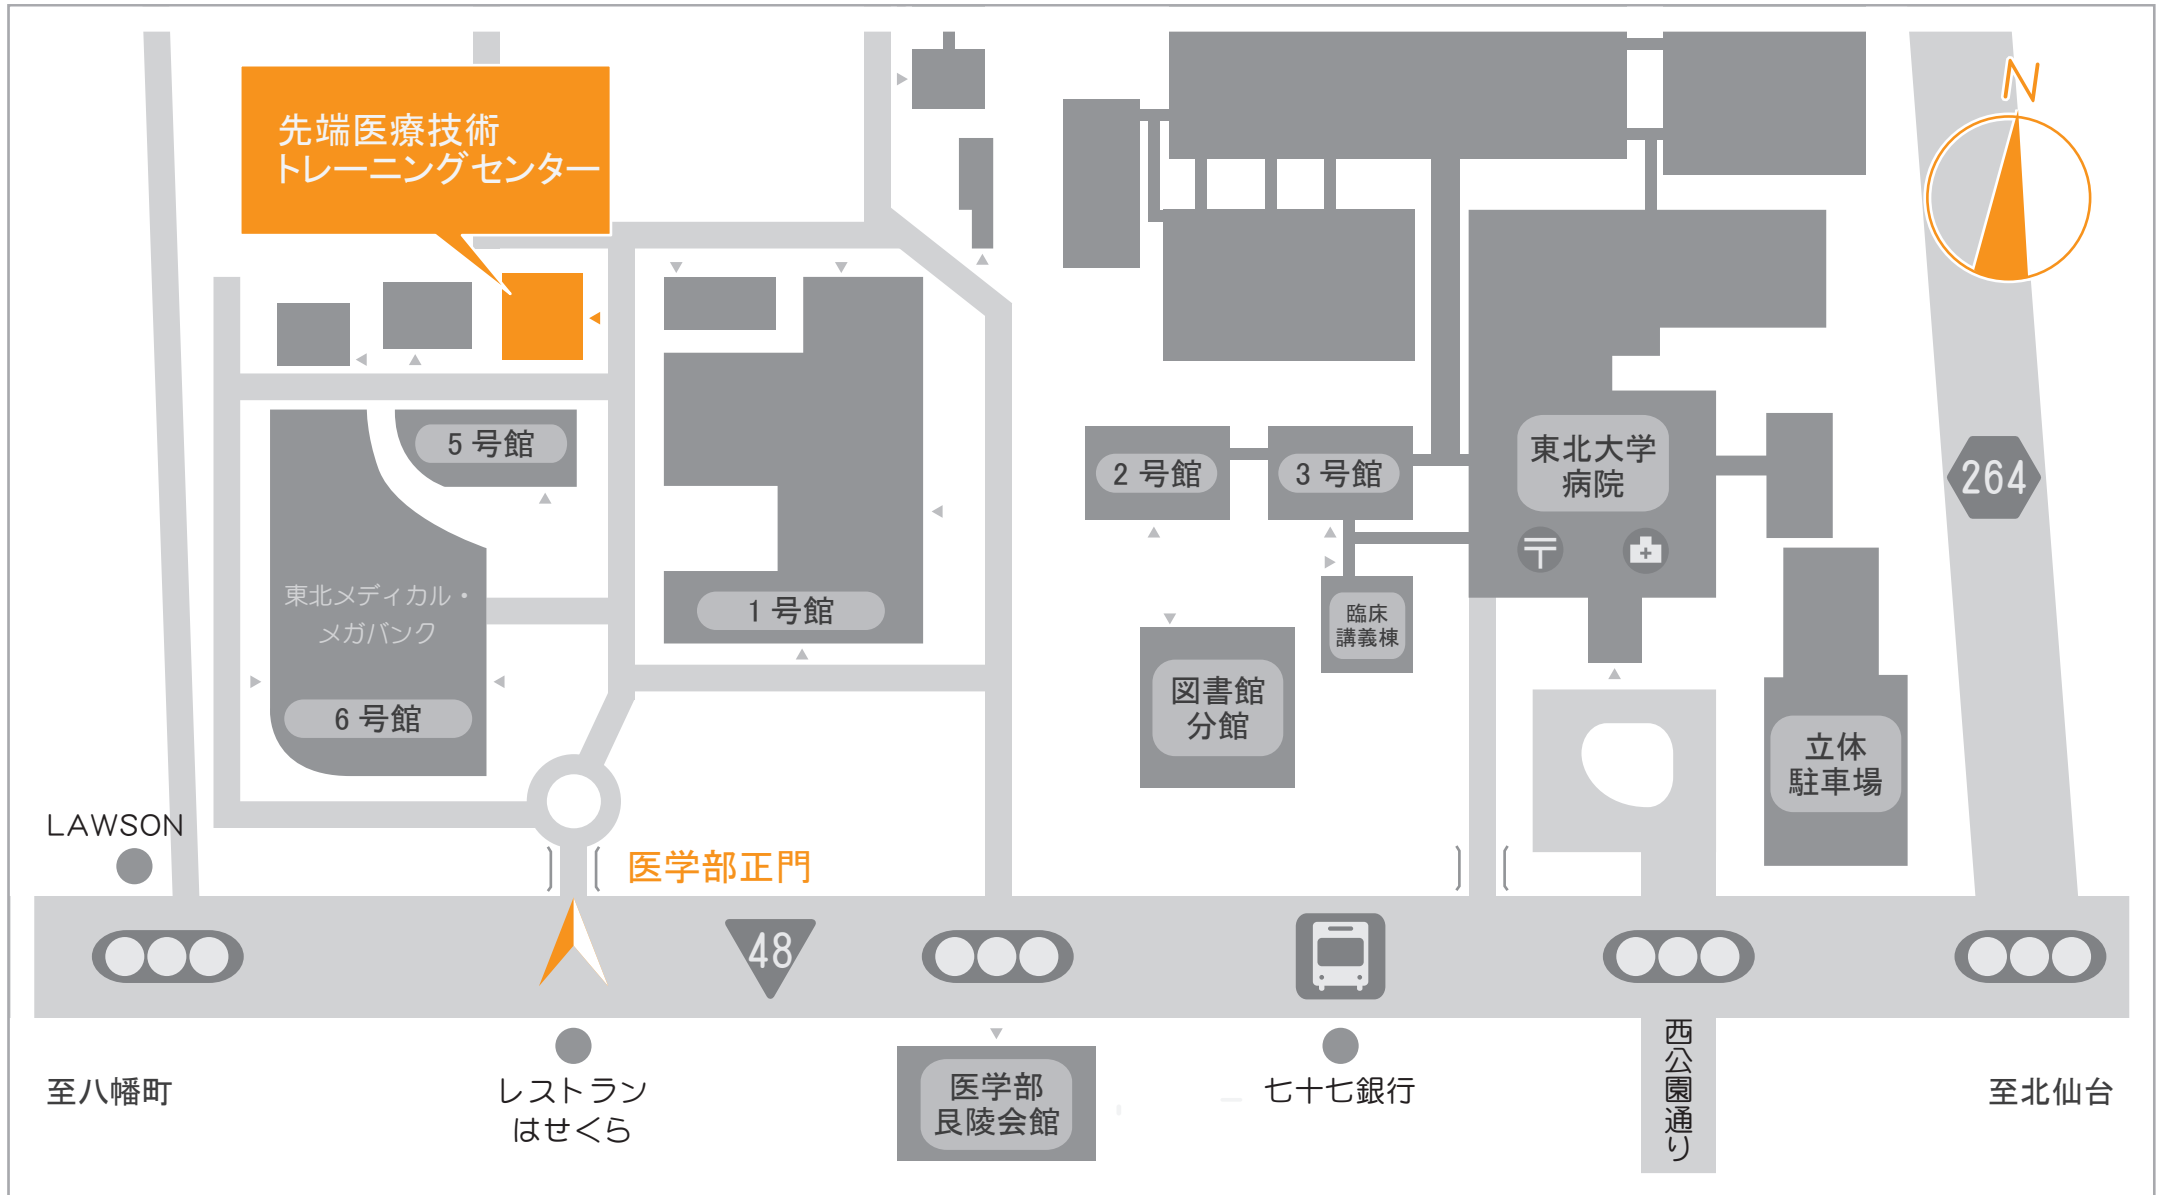 N
先端医療技術
トレーニングセンター
5号館
2号館
3号館
東北大学
病院
264
東北メディカル・
メガバンク
1号館
臨床
講義棟
図書館
分館
6号館
立体
駐車場
LAWSON
医学部正門
48
至八幡町
レストラン
はせくら
医学部
艮陵会館
七十七銀行
西公園通り
至北仙台